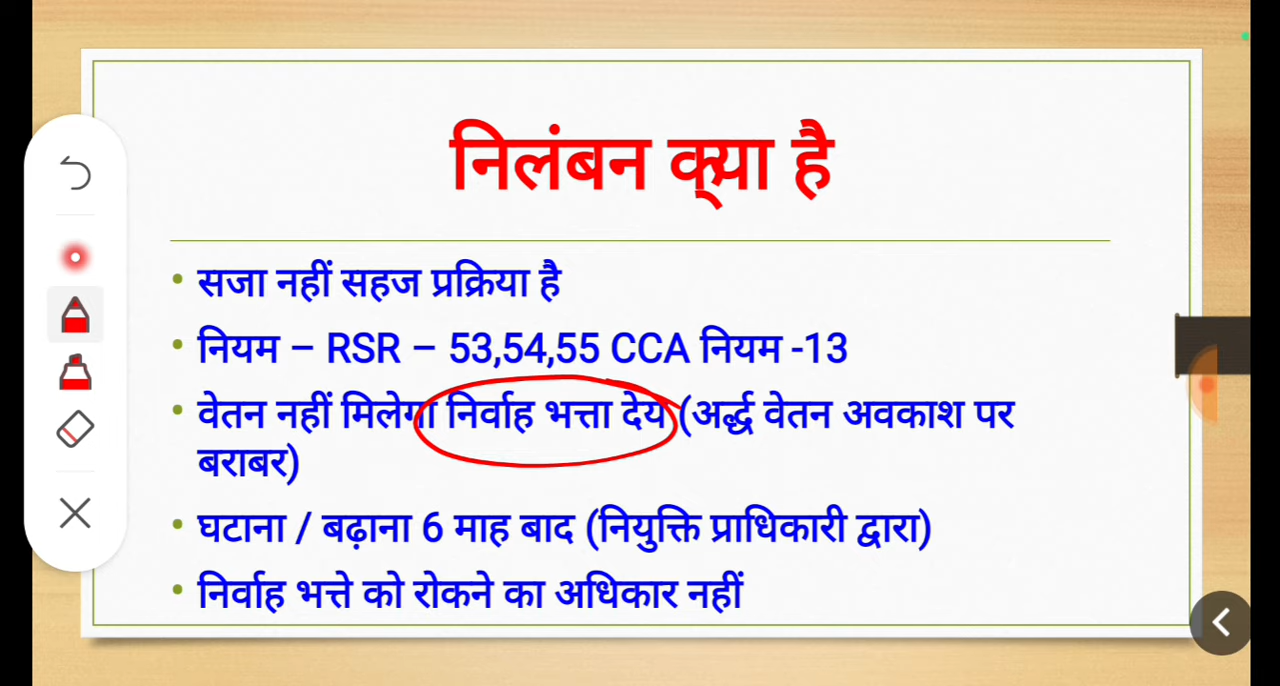 निलंबन क्या है
• सजा नहीं सहज प्रक्रिया है
• नियम – RSR – 53,54,55 CCA नियम -13
• वेतन नहीं मिलेगा निर्वाह भत्ता देय (अर्द्ध वेतन अवकाश पर
बराबर)
• घटाना / बढ़ाना 6 माह बाद (नियुक्ति प्राधिकारी द्वारा)
• निर्वाह भत्ते को रोकने का अधिकार नहीं